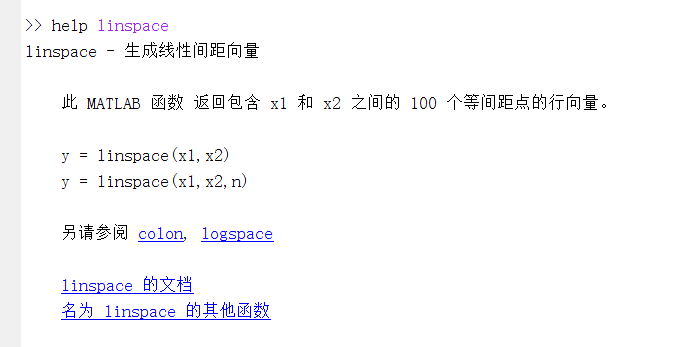 >> help linspace
linspace - 生成线性间距向量
此 MATLAB 函数 返回包含 x1 和 x2 之间的 100 个等间距点的行向量。
y = linspace(x1,x2)
y = linspace(x1,x2,n)
另请参阅 colon, logspace
linspace 的文档
名为 linspace 的其他函数